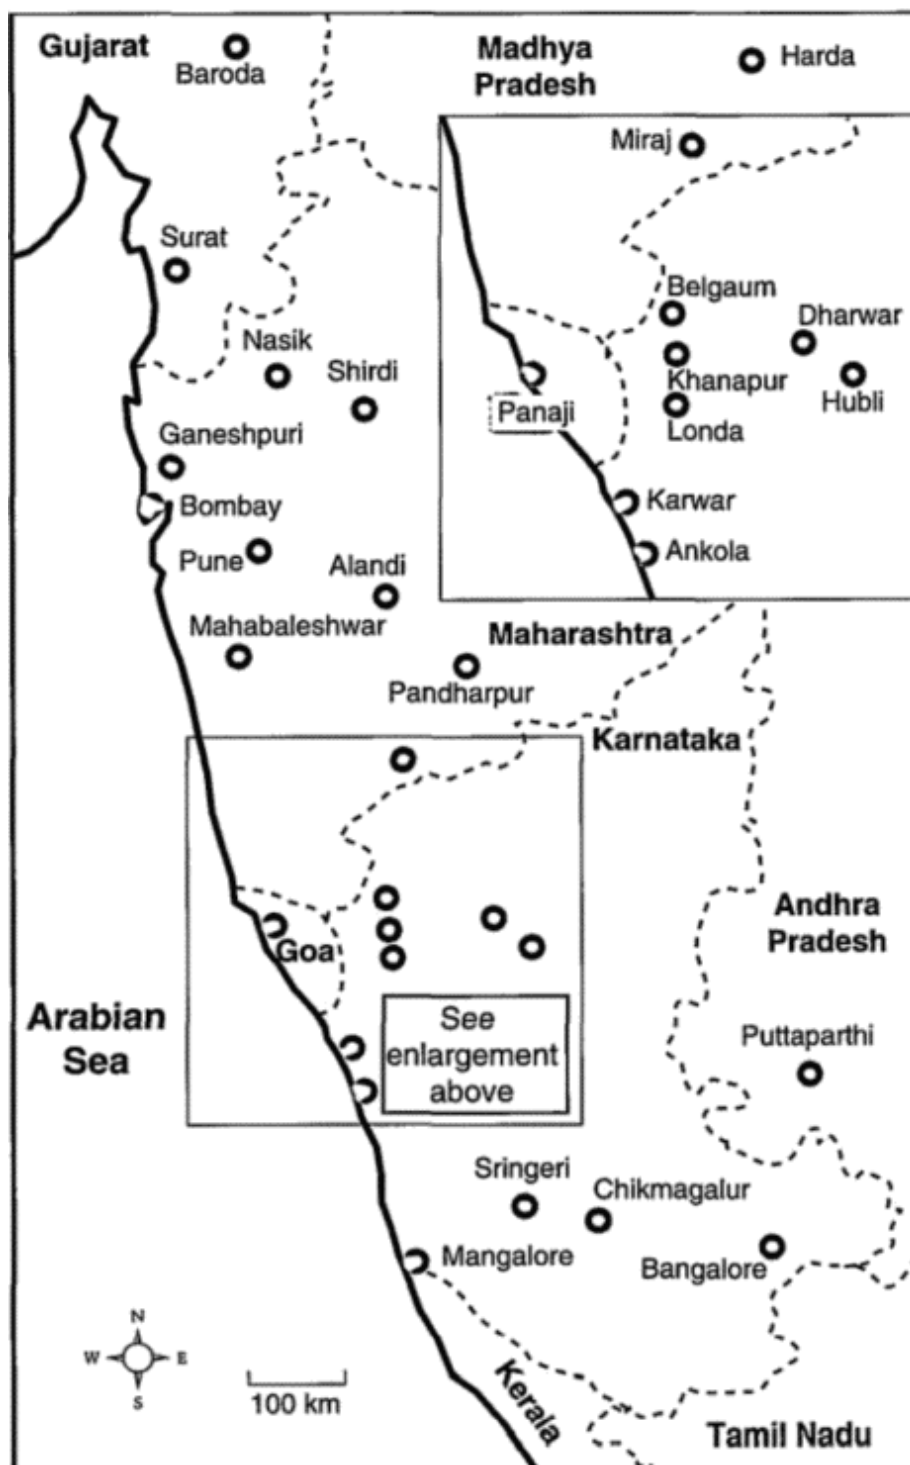 Gujarat
Baroda
Madhya
Pradesh
Harda
Miraj
Surat
Belgaum
Dharwar
Nasik
Shirdi
Khanapur
Hubli
Panaji
Londa
Ganeshpuri
Bombay
Karwar
Pune
Alandi
Ankola
Mahabaleshwar
Maharashtra
Pandharpur
Karnataka
Andhra
Pradesh
Goa
Arabian
Sea
See
enlargement
above
Puttaparthi
Sringeri
Chikmagalur
Mangalore
Bangalore
N
W
E
S
100 km
Kerala
Tamil Nadu